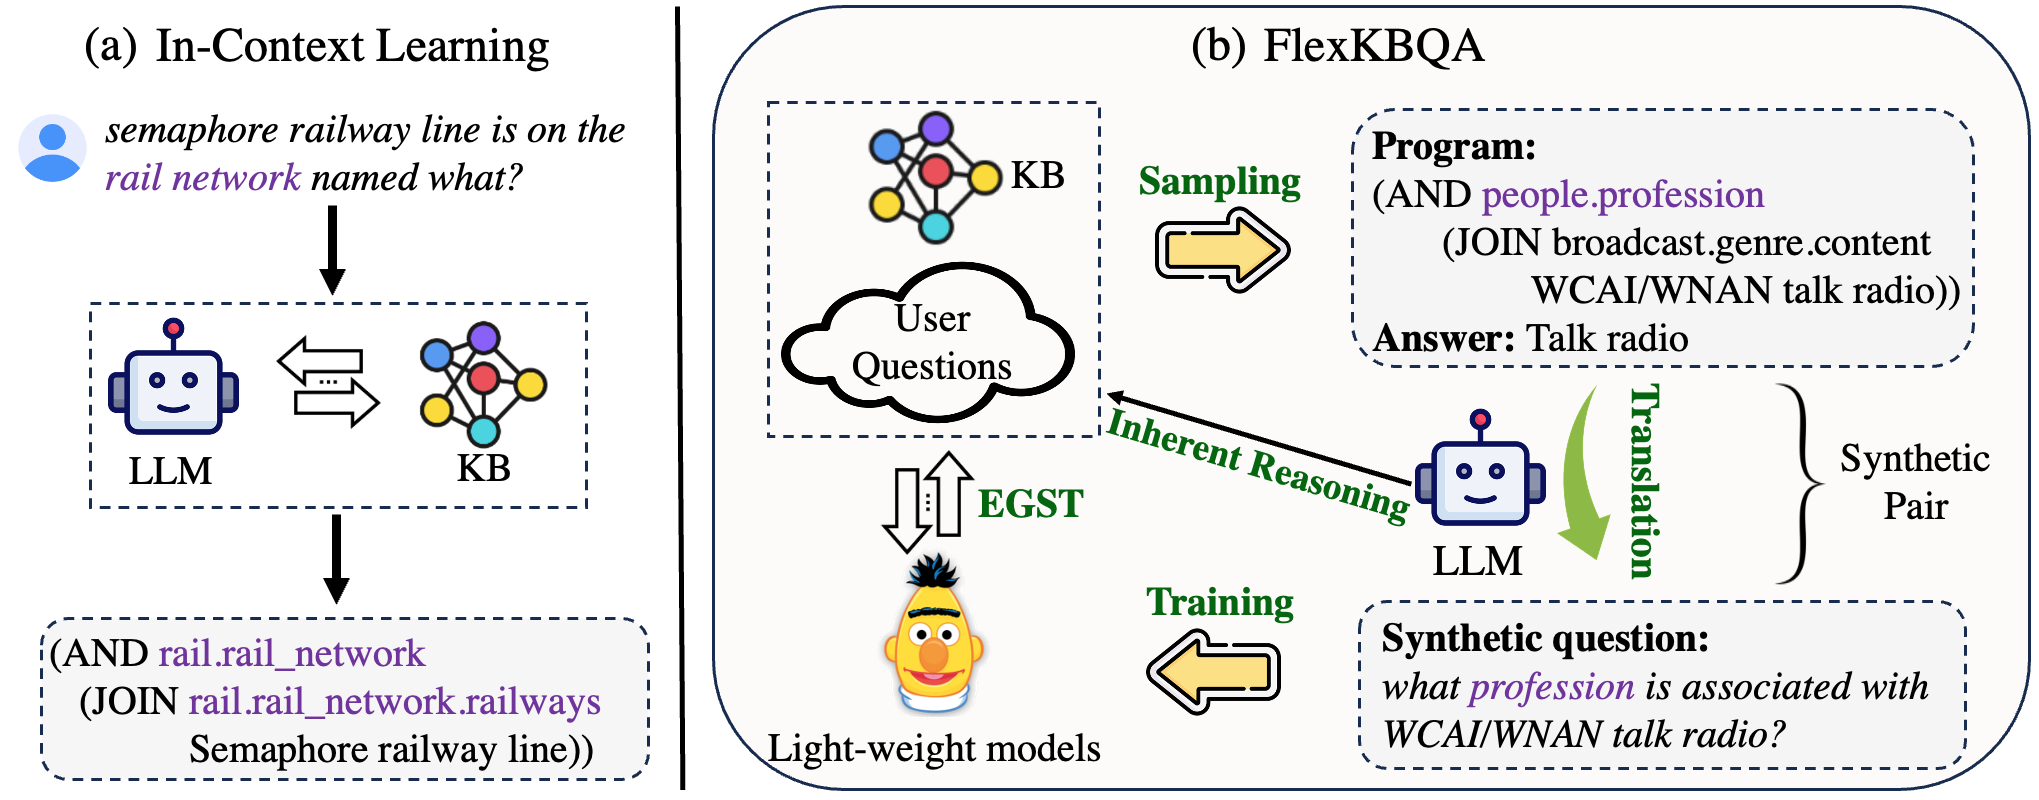 (a) In-Context Learning
semaphore railway line is on the
rail network named what?
LLM
...
KB
(AND rail.rail_network
(JOIN rail.rail_network.railways
Semaphore railway line))
(b) FlexKBQA
KB
User
Questions
Sampling
Program:
(AND people.profession
(JOIN broadcast.genre.content
WCAI/WNAN talk radio))
Answer: Talk radio
Inherent Reasoning
LLM
Translation
Synthetic
Pair
...
EGST
Light-weight models
Training
Synthetic question:
what profession is associated with
WCAI/WNAN talk radio?